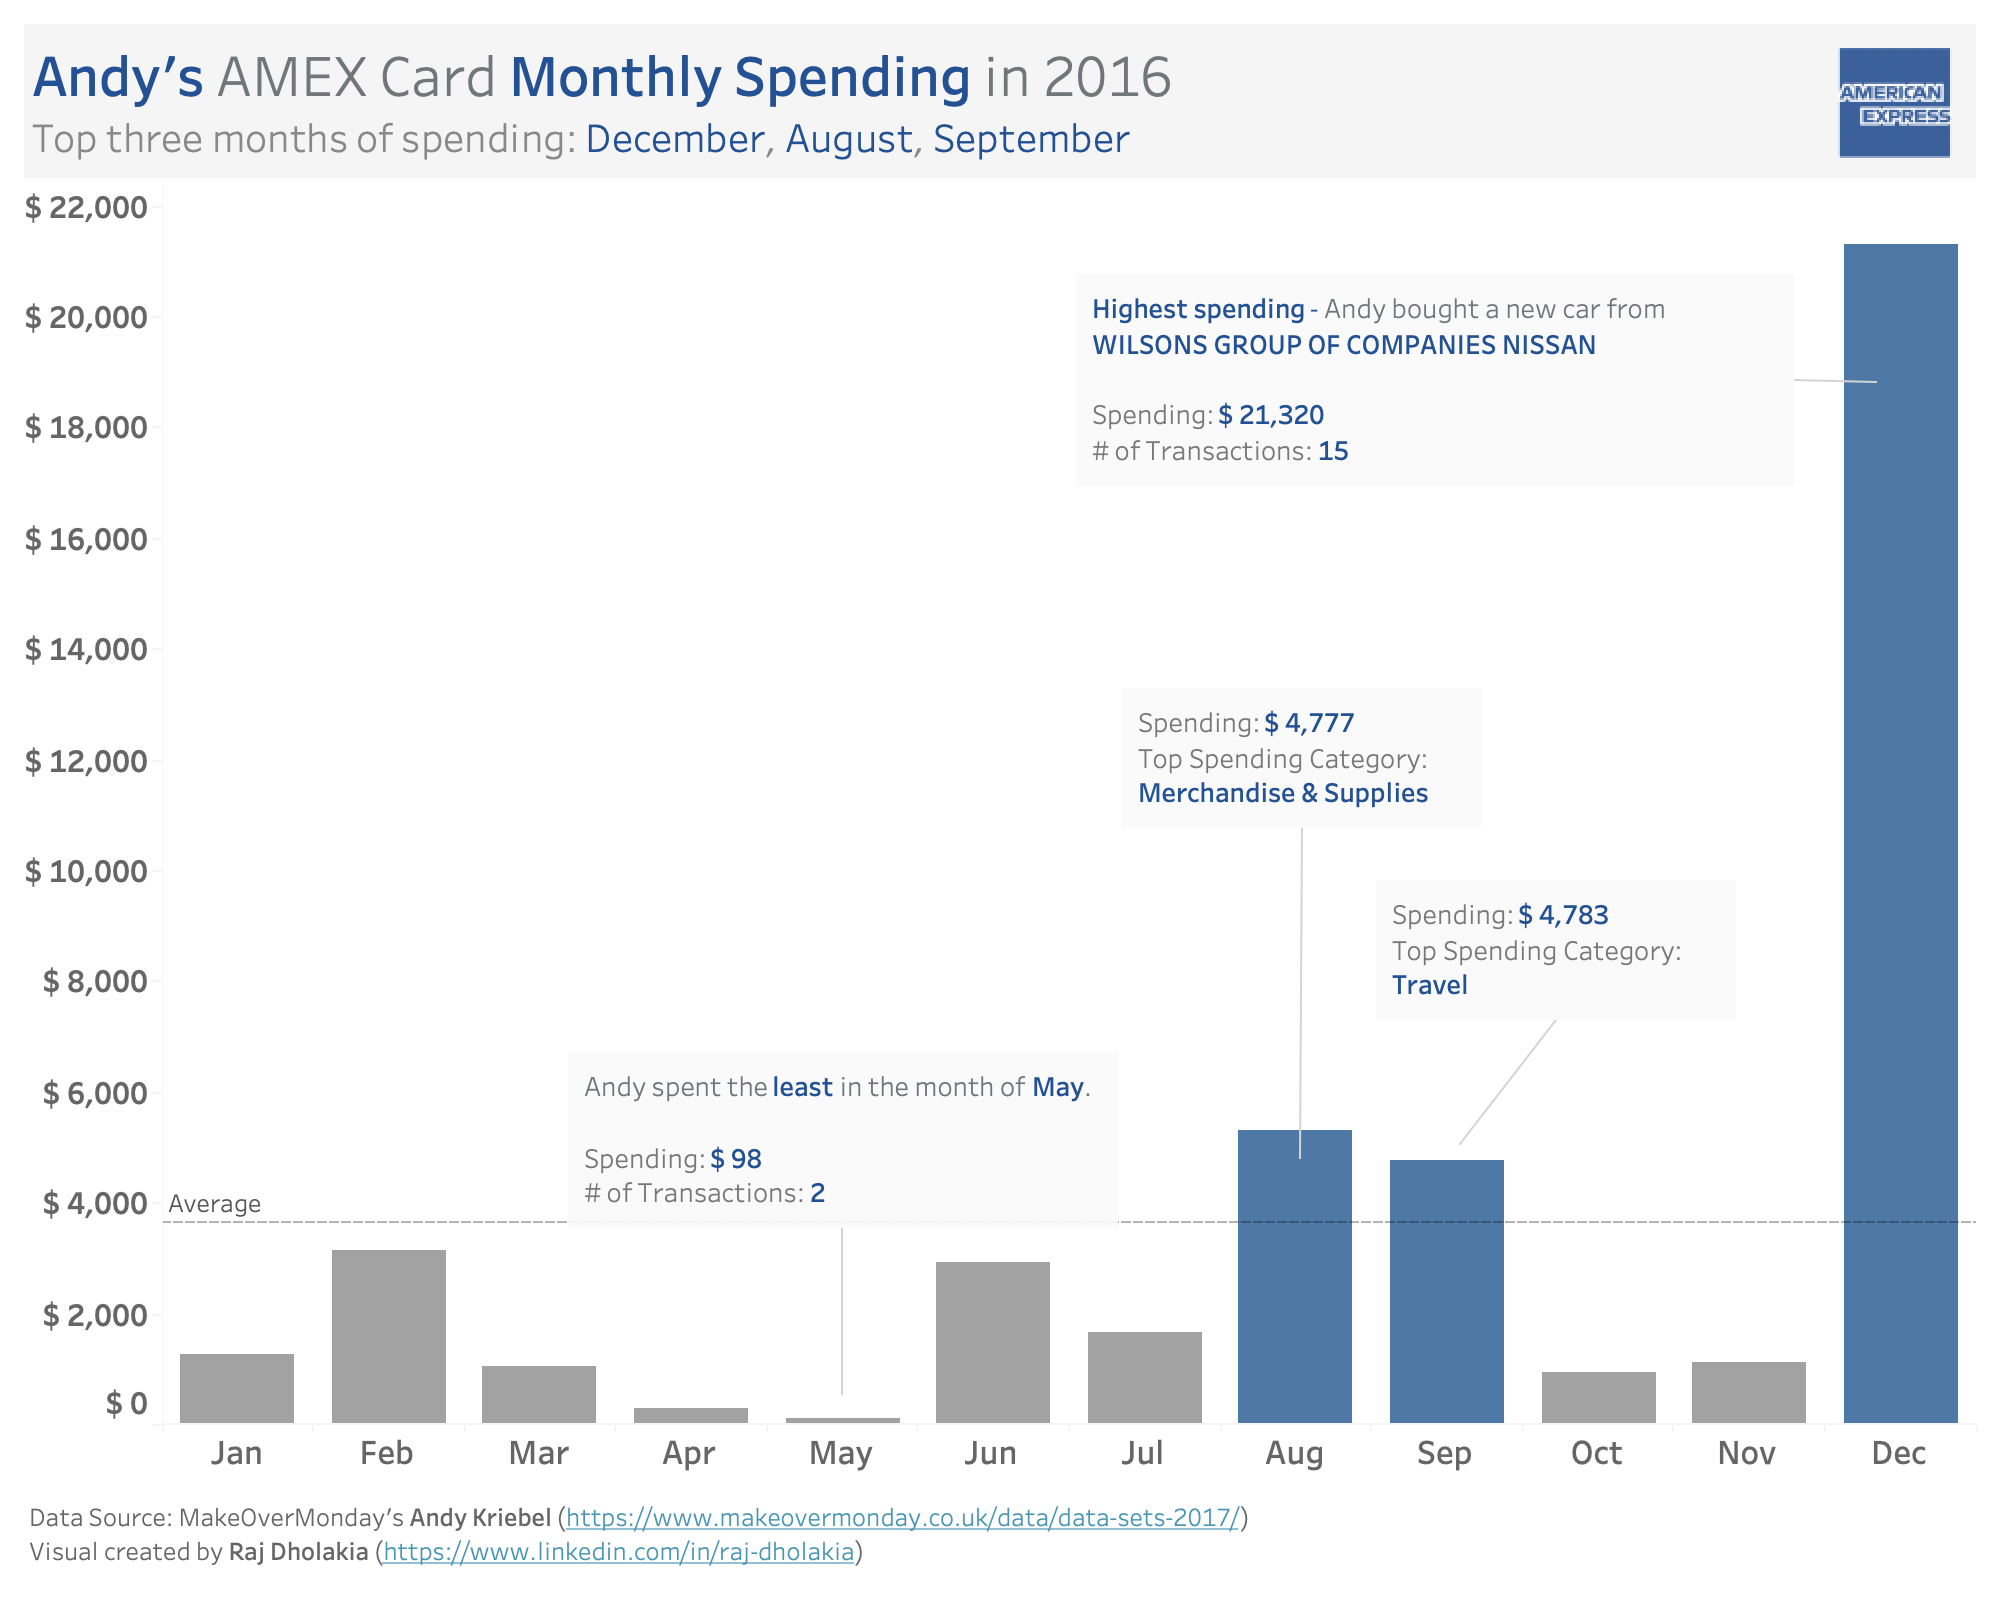 Andy's AMEX Card Monthly Spending in 2016
Top three months of spending: December, August, September
AMERICAN
EXPRESS
$ 22,000
$ 20,000
$ 18,000
$ 16,000
$ 14,000
$ 12,000
$ 10,000
$ 8,000
$ 6,000
$ 4,000
$ 2,000
$ 0
Highest spending - Andy bought a new car from
WILSONS GROUP OF COMPANIES NISSAN
Spending: $ 21,320
# of Transactions: 15
Spending: $ 4,777
Top Spending Category:
Merchandise & Supplies
Spending: $ 4,783
Top Spending Category:
Travel
Andy spent the least in the month of May.
Spending: $ 98
# of Transactions: 2
Average
Jan Feb Mar Apr May Jun Jul Aug Sep Oct Nov Dec
Data Source: MakeOverMonday's Andy Kriebel (https://www.makeovermonday.co.uk/data/data-sets-2017/)
Visual created by Raj Dholakia (https://www.linkedin.com/in/raj-dholakia)